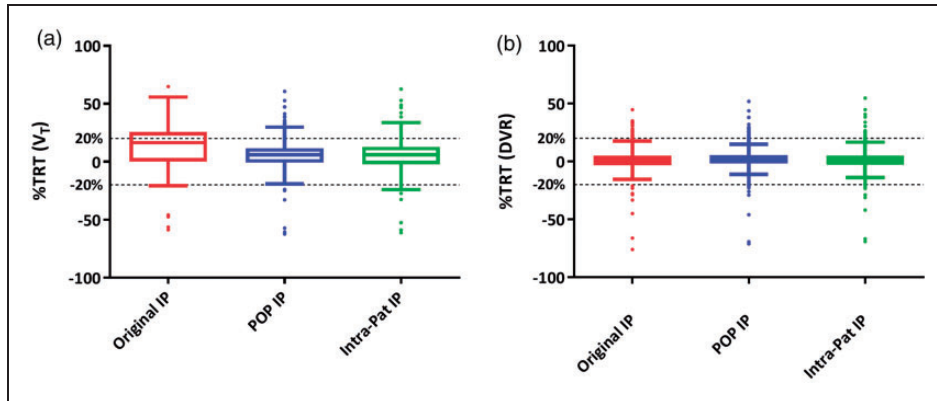 (a)
%TRT (VT)
100
50
20%
0
-20%
-50
-100
Original IP
POP IP
Intra-Pat IP
(b)
%TRT (DVR)
100
50
20%
0
-20%
-50
-100
Original IP
POP IP
Intra-Pat IP